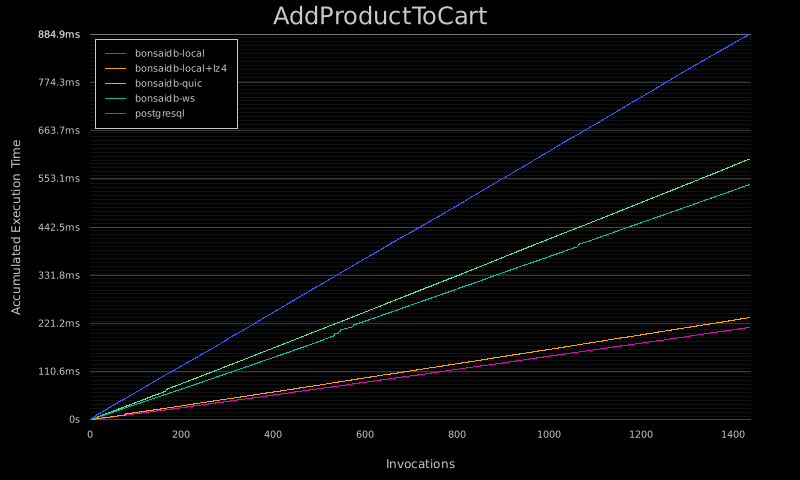 AddProductToCart
884.9ms
774.3ms
663.7ms
553.1ms
442.5ms
331.8ms
221.2ms
110.6ms
0s
bonsaidb-local
bonsaidb-local+lz4
bonsaidb-quic
bonsaidb-ws
postgresql
Accumulated Execution Time
0 200 400 600 800 1000 1200 1400
Invocations